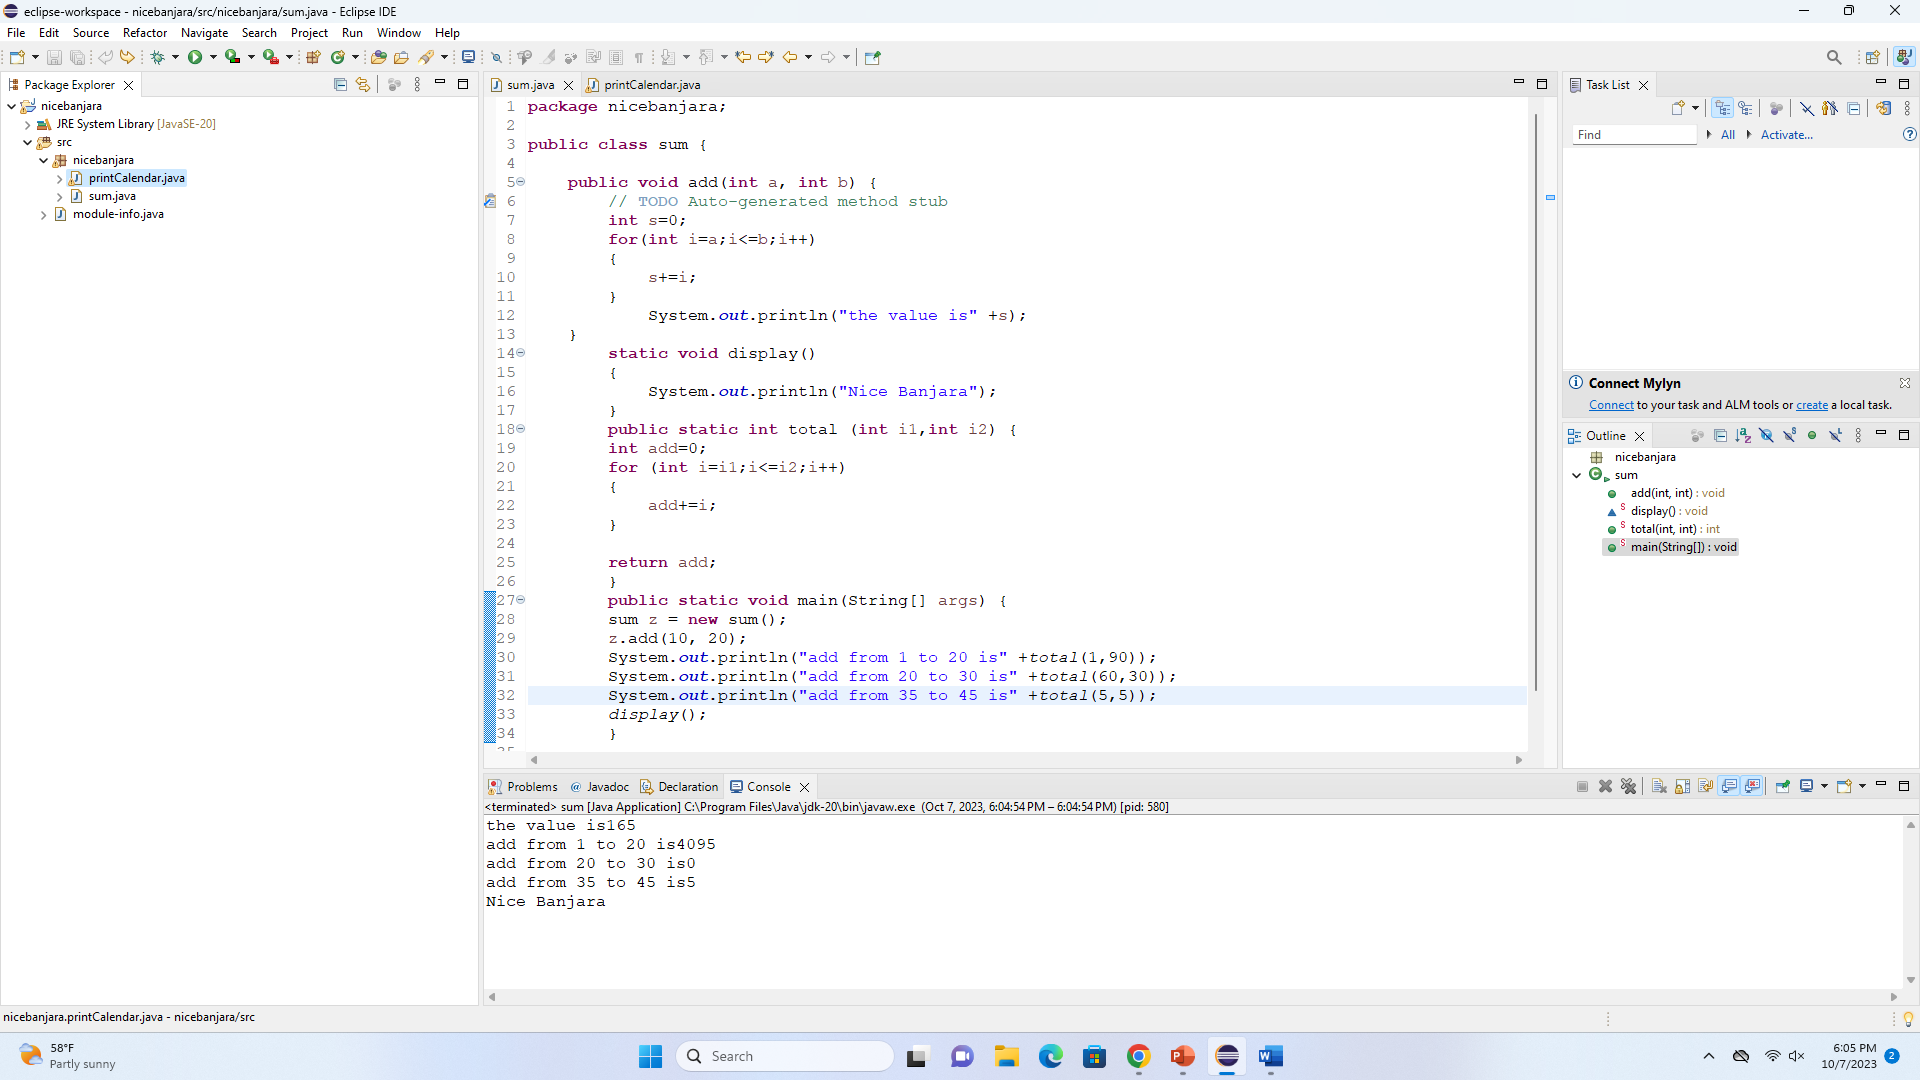 eclipse-workspace - nicebanjara/src/nicebanjara/sum.java - Eclipse IDE
File Edit Source Refactor Navigate Search Project Run Window Help
Package Explorer
nicebanjara
JRE System Library [JavaSE-20]
src
nicebanjara
printCalendar.java
sum.java
module-info.java
sum.java
printCalendar.java
1 package nicebanjara;
2
3 public class sum {
4
5 public void add(int a, int b) {
6 // TODO Auto-generated method stub
7 int s=0;
8 for(int i=a;i<=b;i++)
9 {
10 s+=i;
11 }
12 System.out.println("the value is" +s);
13 }
14 static void display()
15 {
16 System.out.println("Nice Banjara");
17 }
18 public static int total (int i1,int i2) {
19 int add=0;
20 for (int i=i1;i<=i2;i++)
21 {
22 add+=i;
23 }
24
25 return add;
26 }
27 public static void main(String[] args) {
28 sum z = new sum();
29 z.add(10, 20);
30 System.out.println("add from 1 to 20 is" +total(1,90));
31 System.out.println("add from 20 to 30 is" +total(60,30));
32 System.out.println("add from 35 to 45 is" +total(5,5));
33 display();
34 }
Task List
Find
All
Activate...
Connect Mylyn
Connect to your task and ALM tools or create a local task.
Outline
nicebanjara
sum
add(int, int) : void
display() : void
total(int, int) : int
main(String[]) : void
Problems
@ Javadoc
Declaration
Console
<terminated> sum [Java Application] C:\Program Files\Java\jdk-20\bin\javaw.exe (Oct 7, 2023, 6:04:54 PM – 6:04:54 PM) [pid: 580]
the value is165
add from 1 to 20 is4095
add from 20 to 30 is0
add from 35 to 45 is5
Nice Banjara
nicebanjara.printCalendar.java - nicebanjara/src
58°F
Partly sunny
Search
6:05 PM
10/7/2023
2